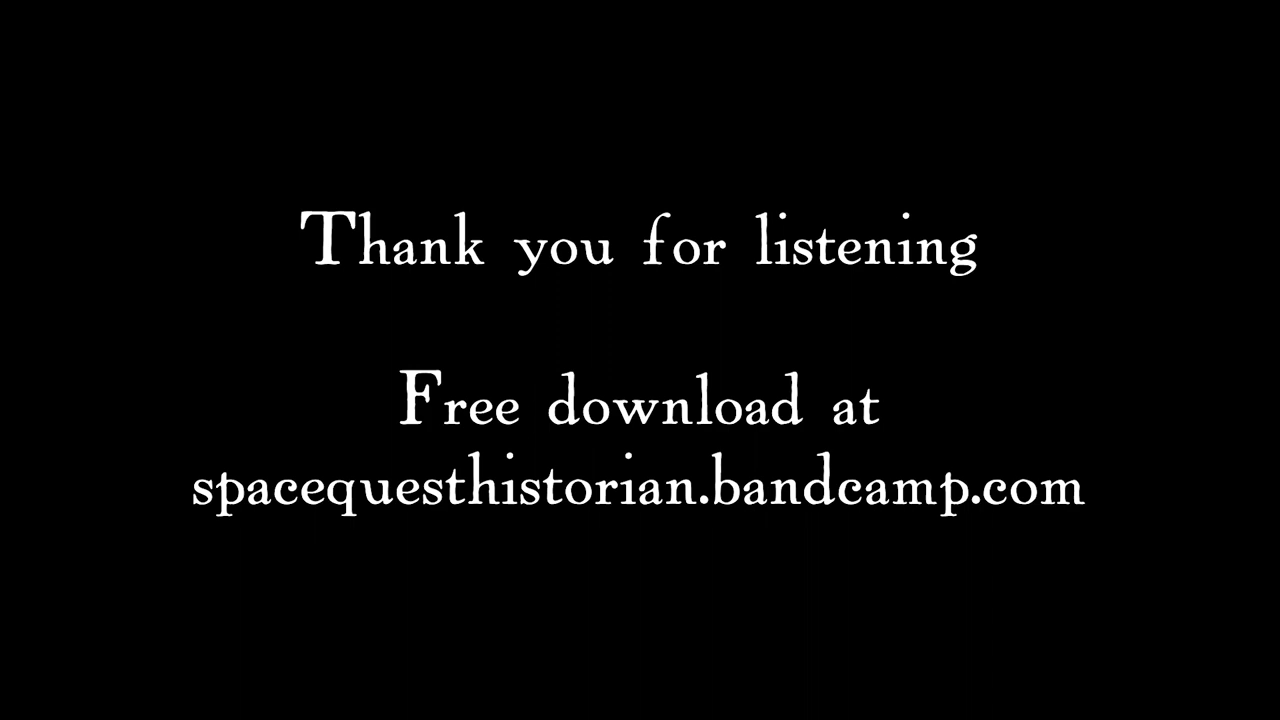 Thank you for listening
Free download at
spacequesthistorian.bandcamp.com